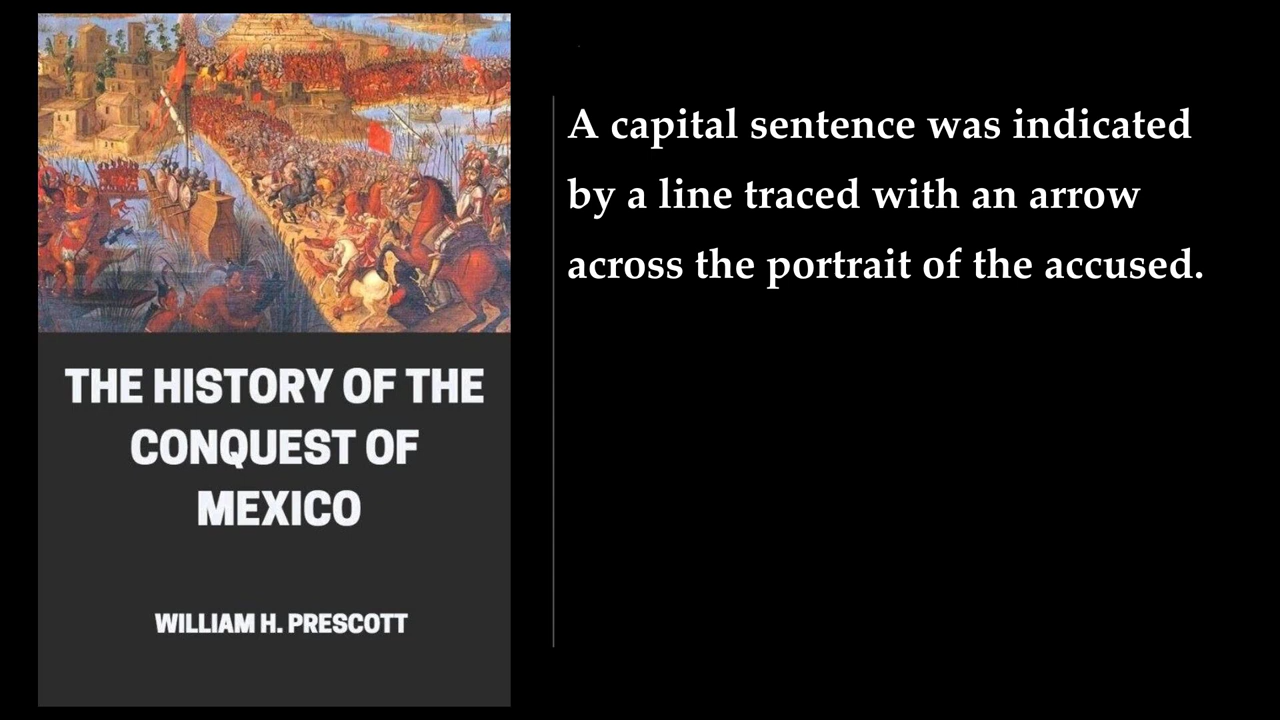 THE HISTORY OF THE
CONQUEST OF
MEXICO
WILLIAM H. PRESCOTT
A capital sentence was indicated
by a line traced with an arrow
across the portrait of the accused.